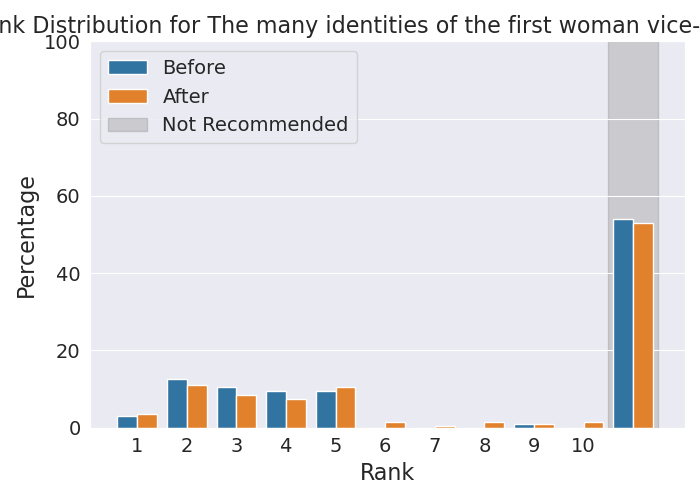 nk Distribution for The many identities of the first woman vice-
100
80
60
40
20
0
Percentage
Before
After
Not Recommended
1 2 3 4 5 6 7 8 9 10
Rank